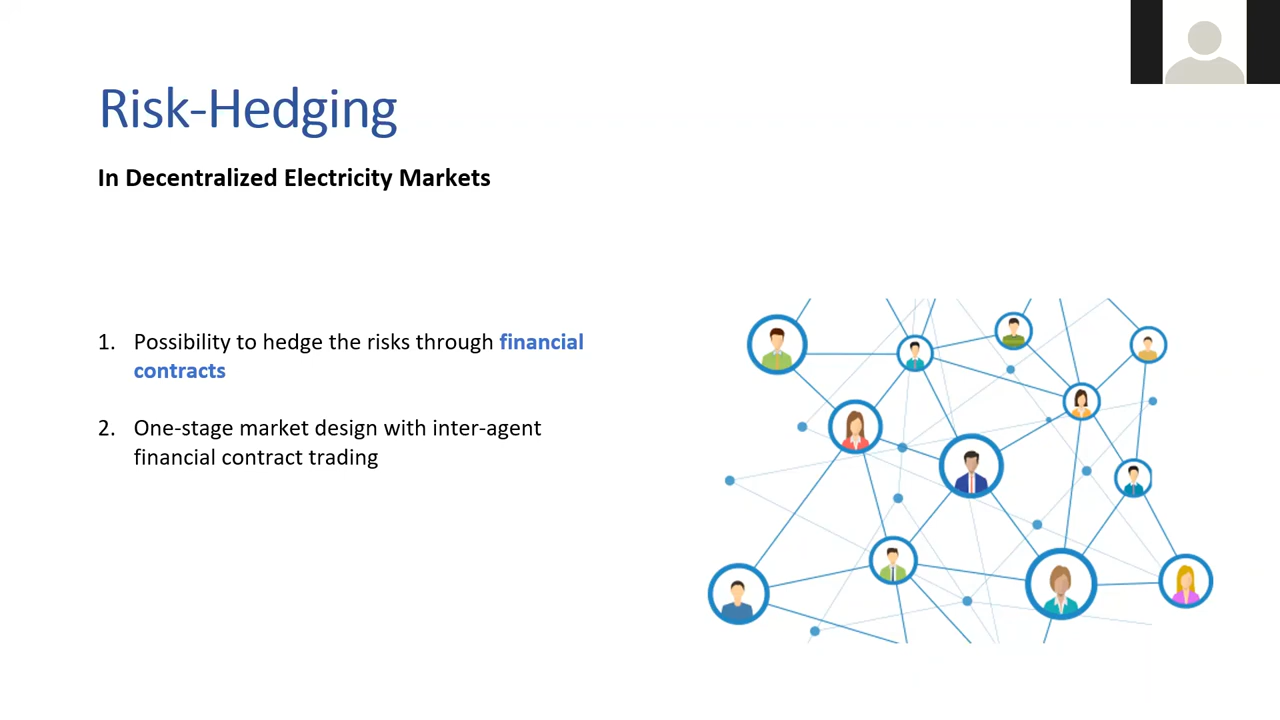 Risk-Hedging
In Decentralized Electricity Markets
1. Possibility to hedge the risks through financial
contracts
2. One-stage market design with inter-agent
financial contract trading